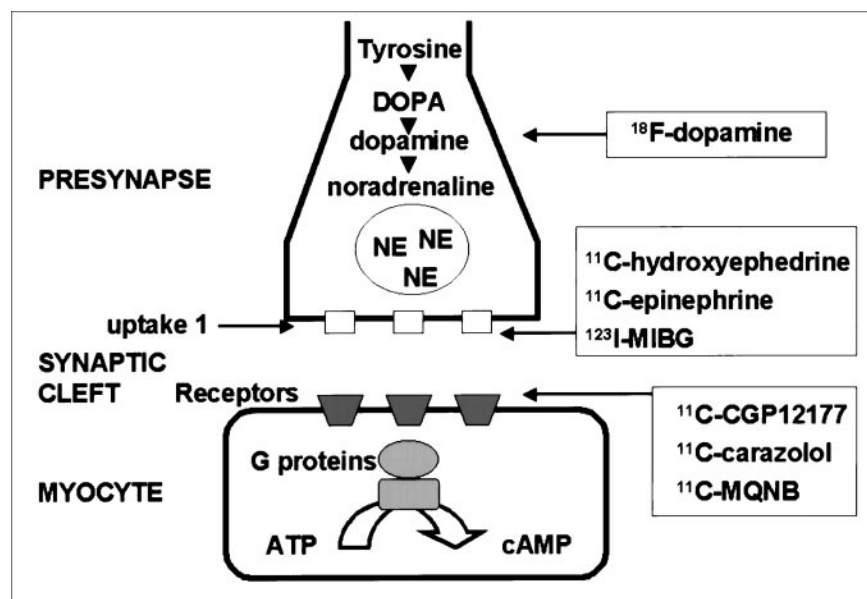 Tyrosine
DOPA
dopamine
noradrenaline
NE NE
NE
PRESYNAPSE
¹⁸F-dopamine
¹¹C-hydroxyephedrine
¹¹C-epinephrine
¹²³I-MIBG
uptake 1
SYNAPTIC
CLEFT
Receptors
¹¹C-CGP12177
¹¹C-carazolol
¹¹C-MQNB
G proteins
MYOCYTE
ATP
cAMP